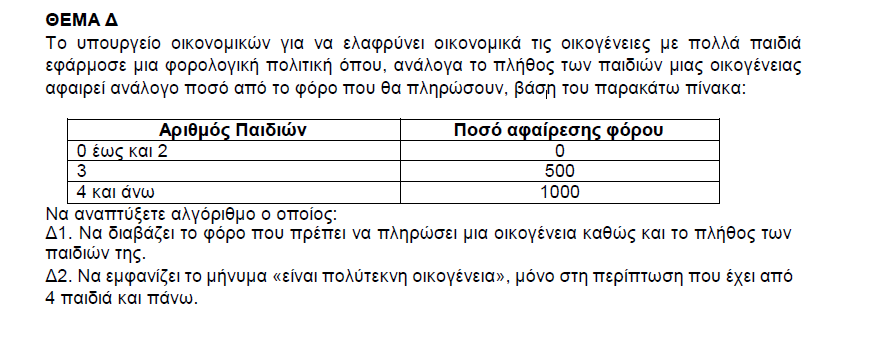 ΘΕΜΑ Δ
Το υπουργείο οικονομικών για να ελαφρύνει οικονομικά τις οικογένειες με πολλά παιδιά
εφάρμοσε μια φορολογική πολιτική όπου, ανάλογα το πλήθος των παιδιών μιας οικογένειας
αφαιρεί ανάλογο ποσό από το φόρο που θα πληρώσουν, βάση του παρακάτω πίνακα:
Αριθμός Παιδιών Ποσό αφαίρεσης φόρου
0 έως και 2 0
3 500
4 και άνω 1000
Να αναπτύξετε αλγόριθμο ο οποίος:
Δ1. Να διαβάζει το φόρο που πρέπει να πληρώσει μια οικογένεια καθώς και το πλήθος των
παιδιών της.
Δ2. Να εμφανίζει το μήνυμα «είναι πολύτεκνη οικογένεια», μόνο στη περίπτωση που έχει από
4 παιδιά και πάνω.